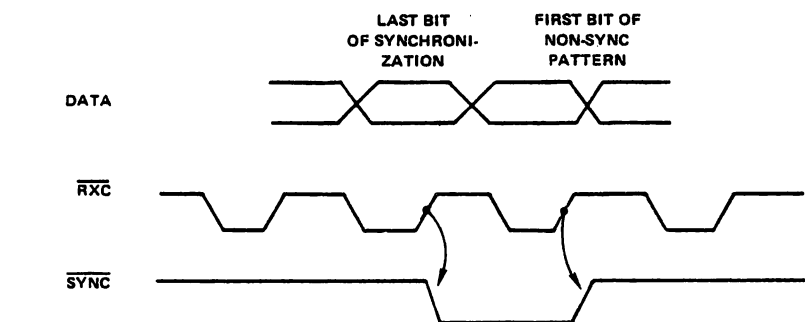 LAST BIT
OF SYNCHRONI-
ZATION
FIRST BIT OF
NON-SYNC
PATTERN
DATA
RXC
SYNC